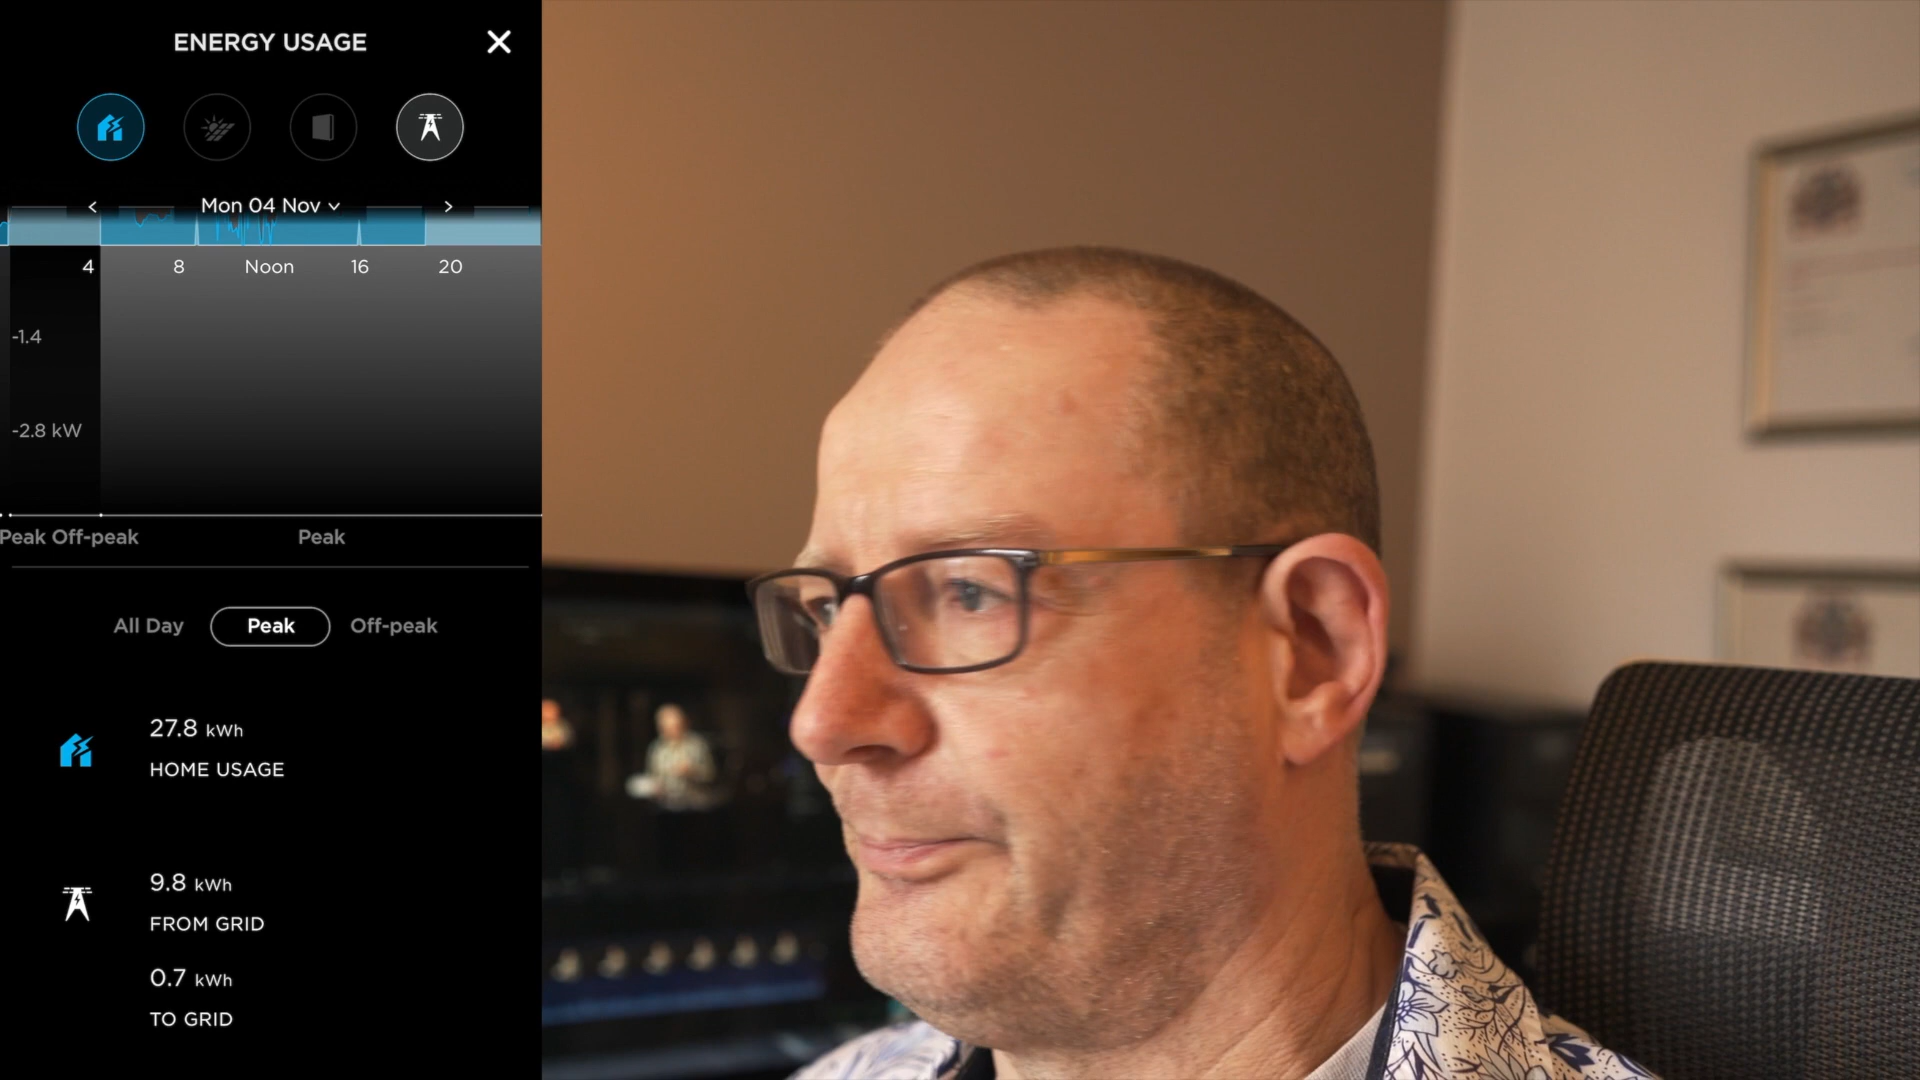 ENERGY USAGE
Mon 04 Nov
4 8 Noon 16 20
-1.4
-2.8 kW
Peak Off-peak Peak
All Day Peak Off-peak
27.8 kWh
HOME USAGE
9.8 kWh
FROM GRID
0.7 kWh
TO GRID